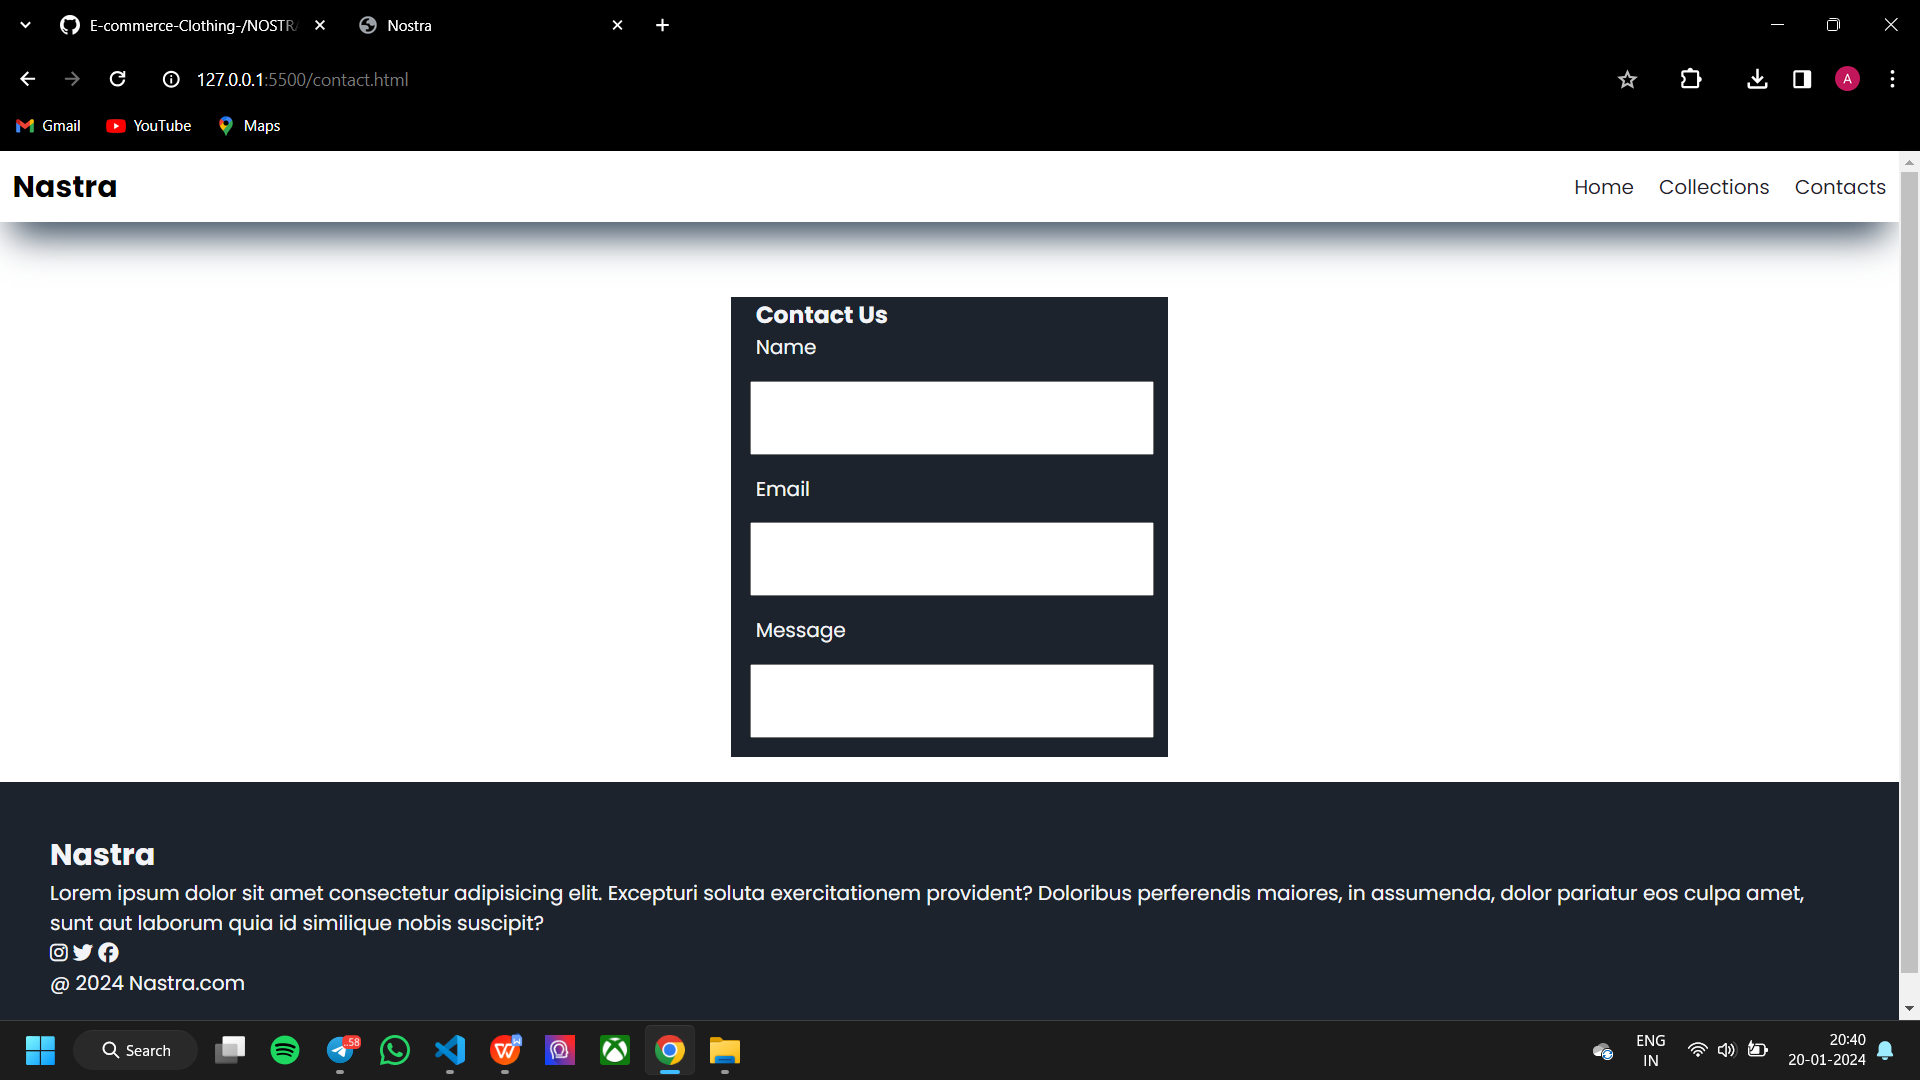 E-commerce-Clothing-/NOSTRA
Nostra
127.0.0.1:5500/contact.html
A
Gmail
YouTube
Maps
Nastra
Home
Collections
Contacts
Contact Us
Name
Email
Message
Nastra
Lorem ipsum dolor sit amet consectetur adipisicing elit. Excepturi soluta exercitationem provident? Doloribus perferendis maiores, in assumenda, dolor pariatur eos culpa amet,
sunt aut laborum quia id similique nobis suscipit?
@ 2024 Nastra.com
Search
58
W
ENG
IN
20:40
20-01-2024